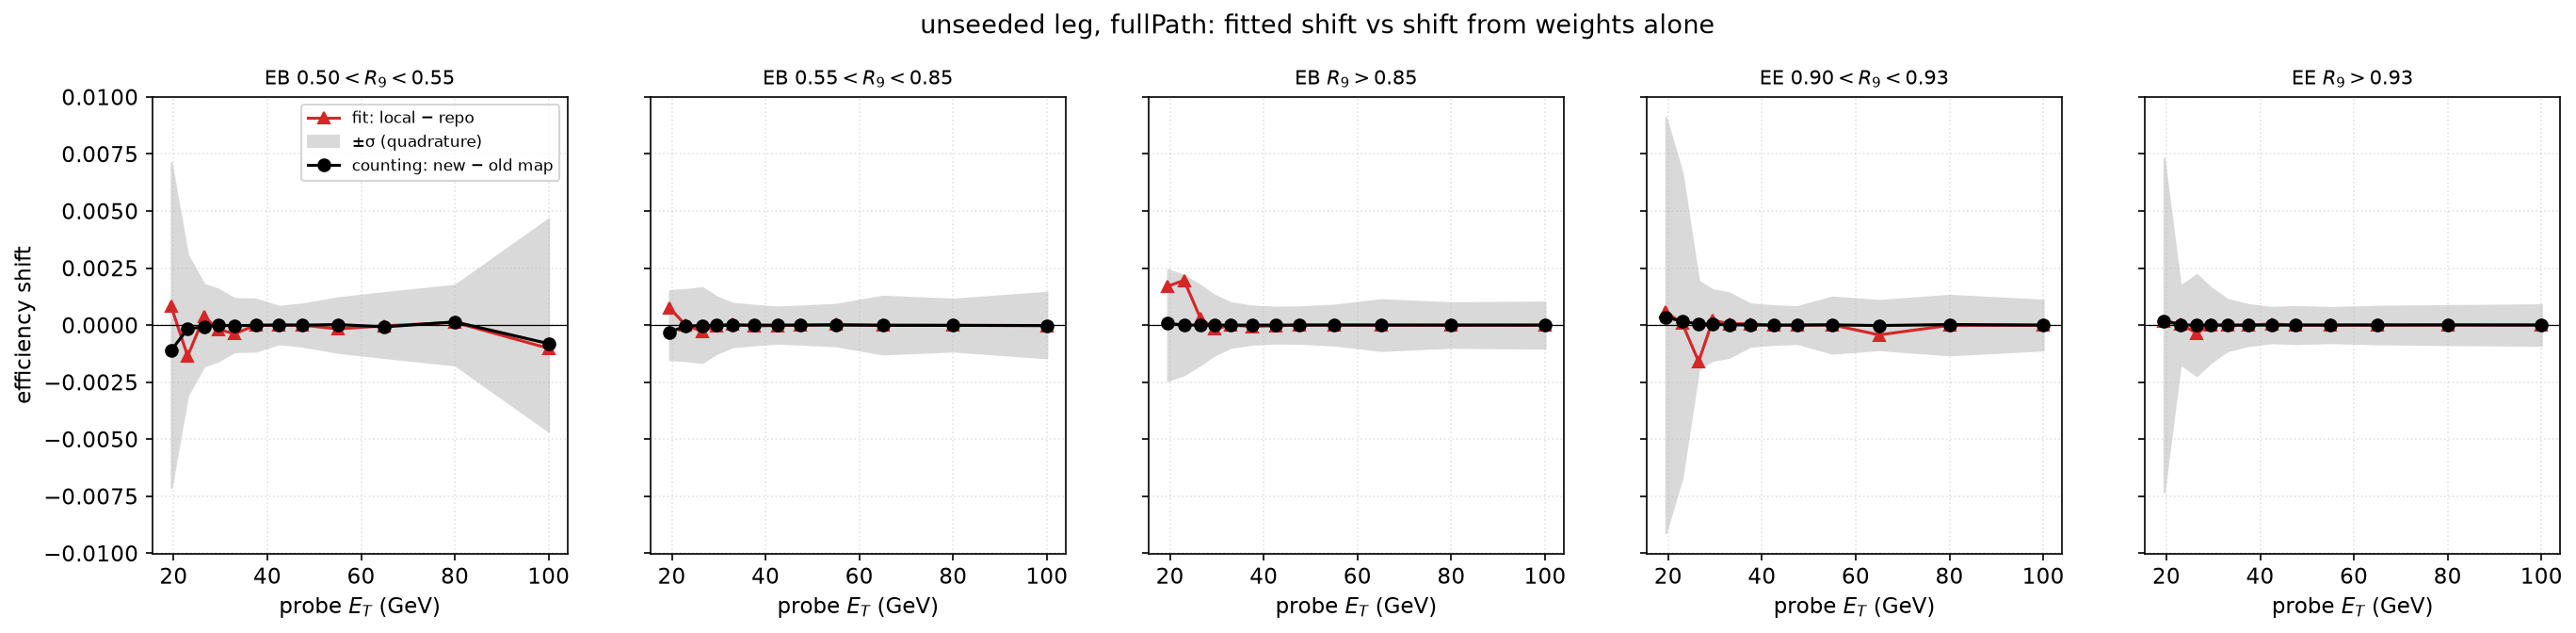 unseeded leg, fullPath: fitted shift vs shift from weights alone
EB 0.50 < R₉ < 0.55
EB 0.55 < R₉ < 0.85
EB R₉ > 0.85
EE 0.90 < R₉ < 0.93
EE R₉ > 0.93
fit: local − repo
±σ (quadrature)
counting: new − old map
efficiency shift
0.0100
0.0075
0.0050
0.0025
0.0000
−0.0025
−0.0050
−0.0075
−0.0100
20 40 60 80 100
20 40 60 80 100
20 40 60 80 100
20 40 60 80 100
20 40 60 80 100
probe E_T (GeV)
probe E_T (GeV)
probe E_T (GeV)
probe E_T (GeV)
probe E_T (GeV)